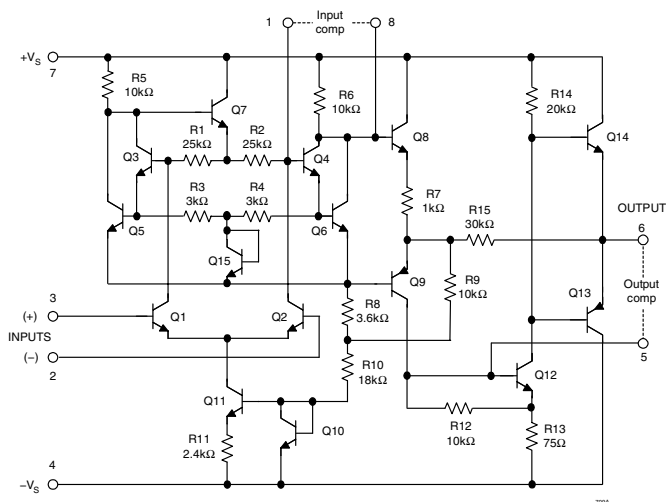 1
Input
comp
8
+VS
7
R5
10kΩ
Q7
R6
10kΩ
Q8
R14
20kΩ
Q14
R1
25kΩ
R2
25kΩ
Q3
Q4
R3
3kΩ
R4
3kΩ
R7
1kΩ
R15
30kΩ
OUTPUT
6
Q5
Q6
Q15
Q9
R9
10kΩ
Q13
Output
comp
5
3
(+)
INPUTS
(−)
2
Q1
Q2
R8
3.6kΩ
R10
18kΩ
Q12
Q11
R11
2.4kΩ
Q10
R12
10kΩ
R13
75Ω
4
−VS